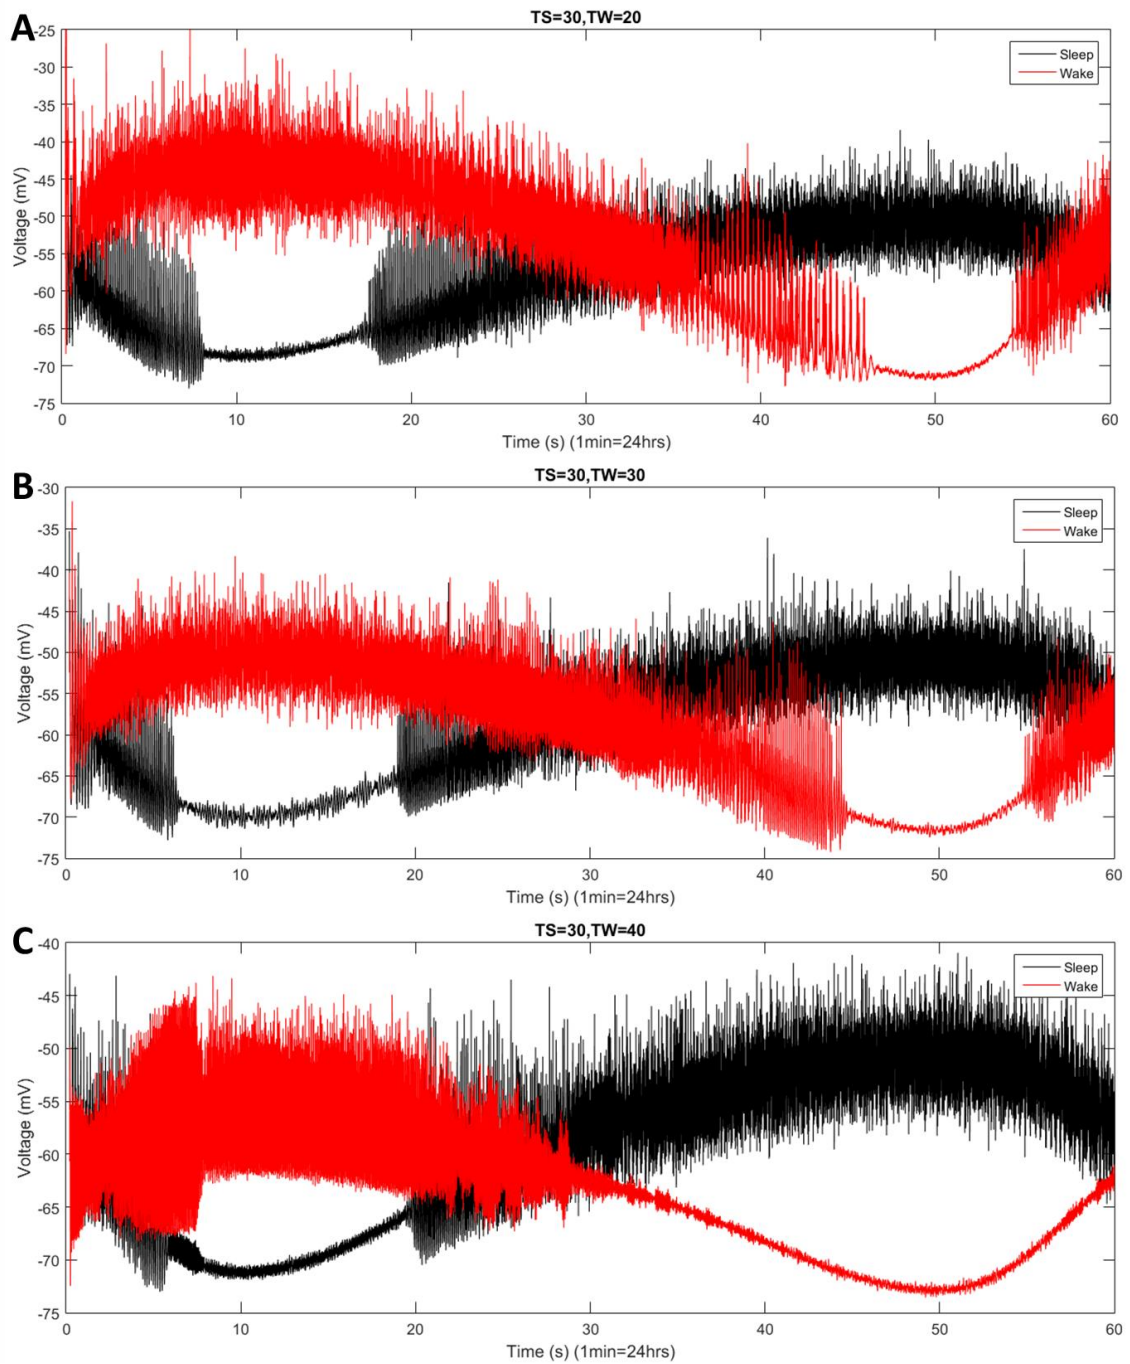 A
TS=30,TW=20
-25
-30
-35
-40
-45
-50
-55
-60
-65
-70
-75
Voltage (mV)
Sleep
Wake
0 10 20 30 40 50 60
Time (s) (1min=24hrs)
B
TS=30,TW=30
-30
-35
-40
-45
-50
-55
-60
-65
-70
-75
Voltage (mV)
Sleep
Wake
0 10 20 30 40 50 60
Time (s) (1min=24hrs)
C
TS=30,TW=40
-40
-45
-50
-55
-60
-65
-70
-75
Voltage (mV)
Sleep
Wake
0 10 20 30 40 50 60
Time (s) (1min=24hrs)